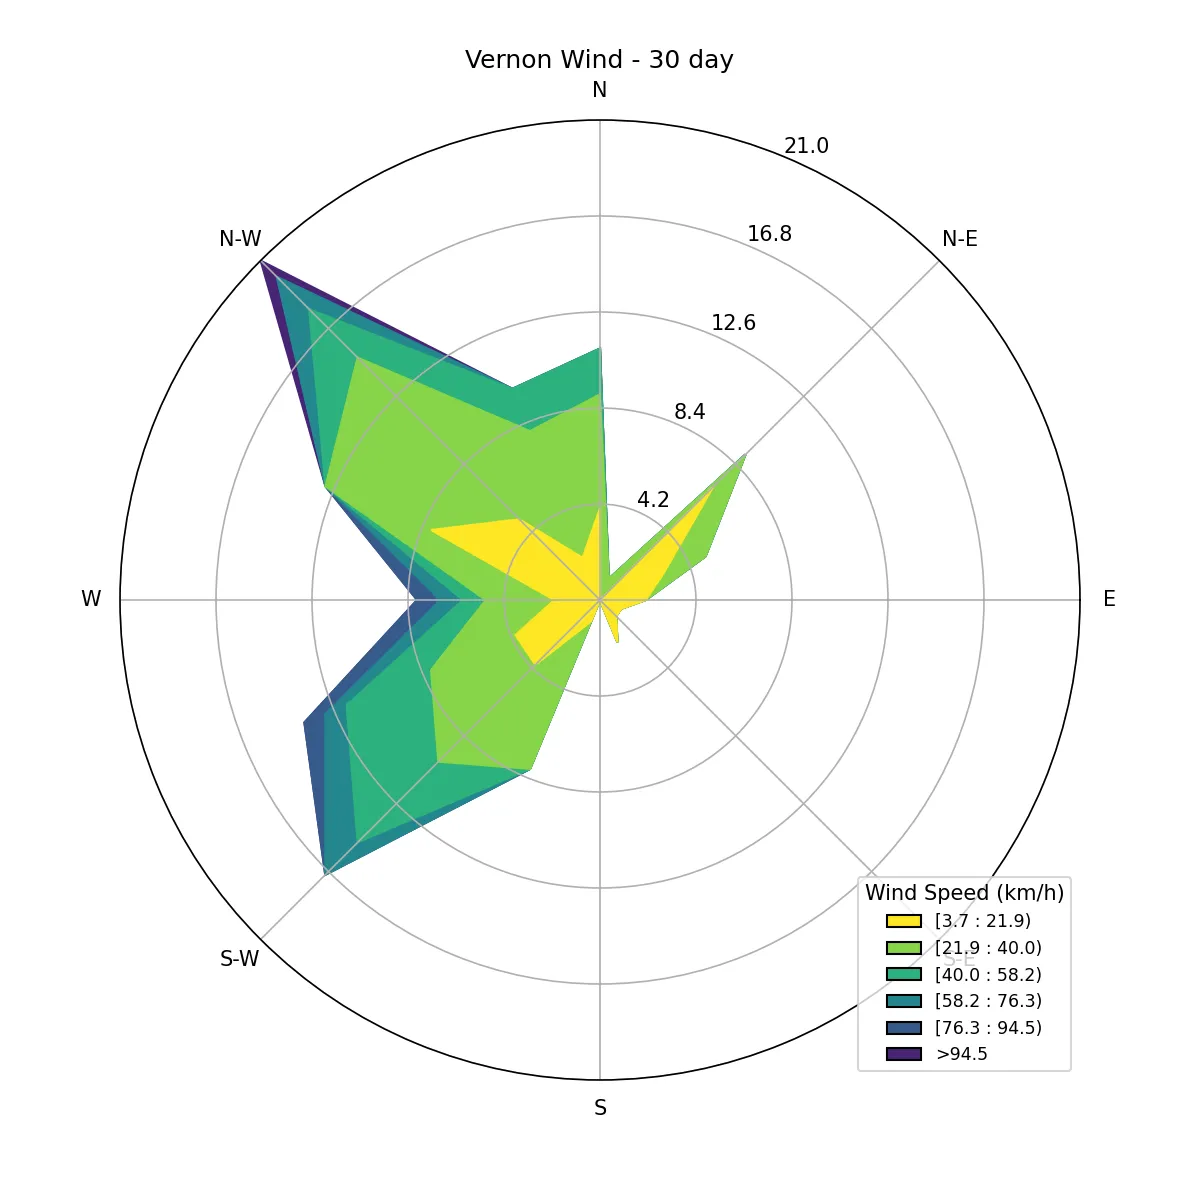 Vernon Wind - 30 day
N
21.0
16.8
N-W
N-E
12.6
8.4
4.2
W
E
Wind Speed (km/h)
[3.7 : 21.9)
[21.9 : 40.0)
S-W
S-E
[40.0 : 58.2)
[58.2 : 76.3)
[76.3 : 94.5)
>94.5
S